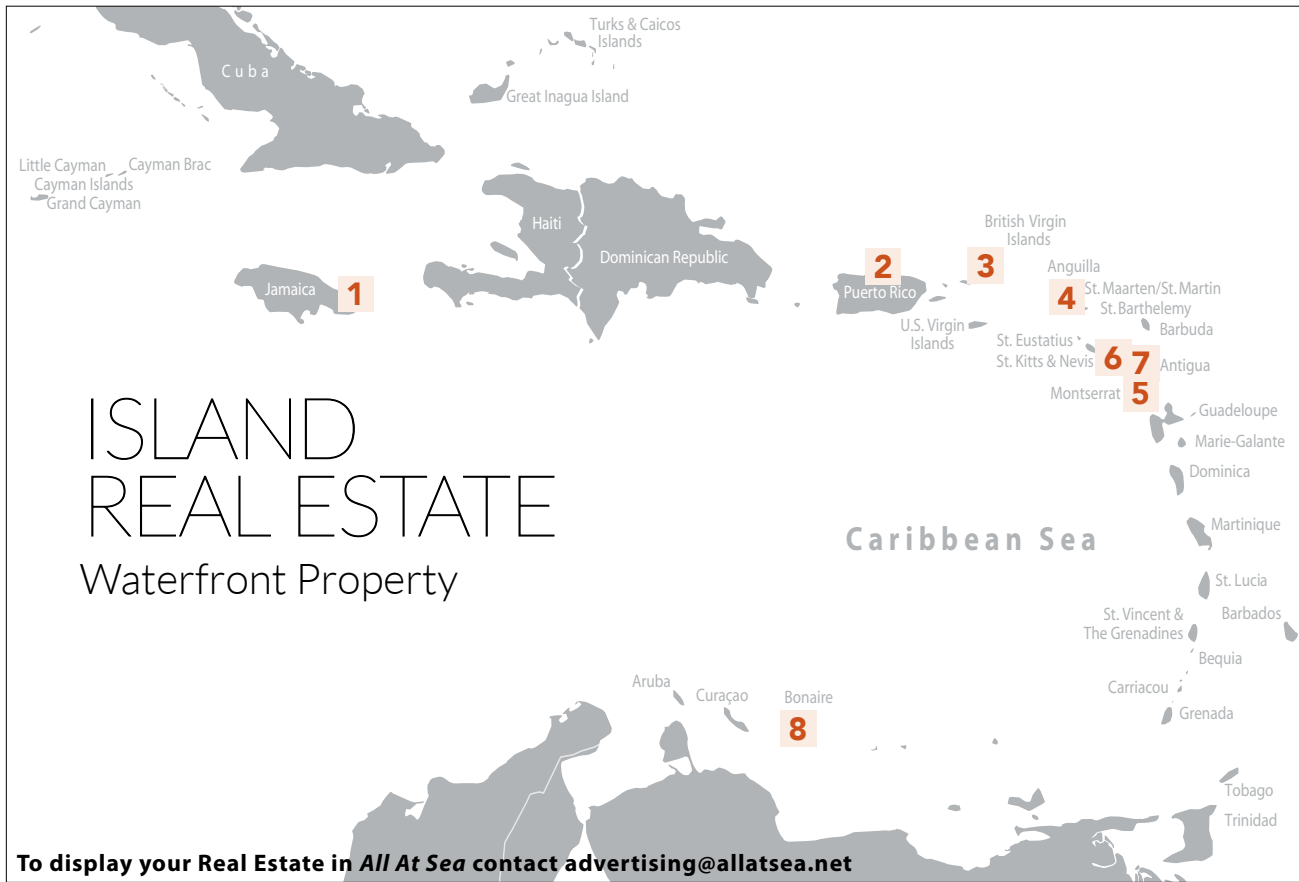 Turks & Caicos
Islands
Cuba
Great Inagua Island
Little Cayman
Cayman Brac
Cayman Islands
Grand Cayman
Haiti
Dominican Republic
Jamaica
1
2
Puerto Rico
British Virgin
Islands
3
Anguilla
4
St. Maarten/St. Martin
St. Barthelemy
Barbuda
U.S. Virgin
Islands
St. Eustatius
St. Kitts & Nevis
6
7
Antigua
Montserrat
5
Guadeloupe
Marie-Galante
Dominica
ISLAND
REAL ESTATE
Waterfront Property
Caribbean Sea
Martinique
St. Lucia
St. Vincent &
The Grenadines
Barbados
Bequia
Carriacou
Grenada
Aruba
Curaçao
Bonaire
8
Tobago
Trinidad
To display your Real Estate in All At Sea contact advertising@allatsea.net